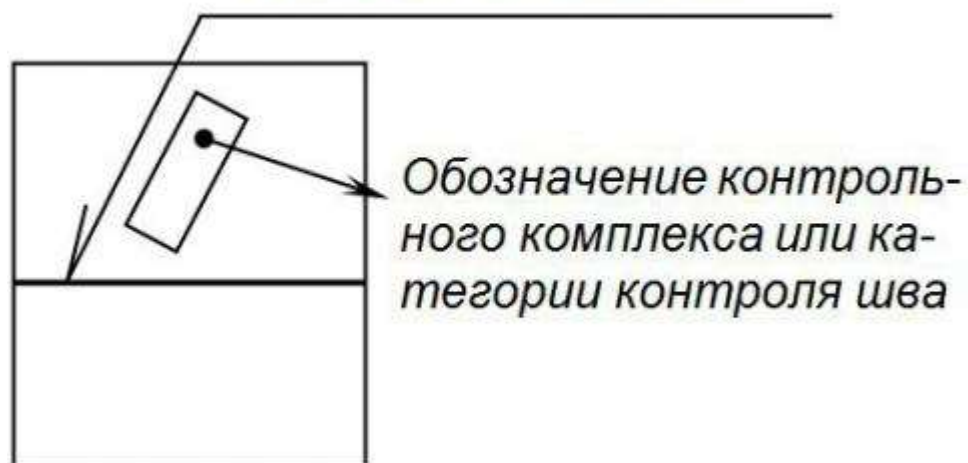 Обозначение контроль-
ного комплекса или ка-
тегории контроля шва